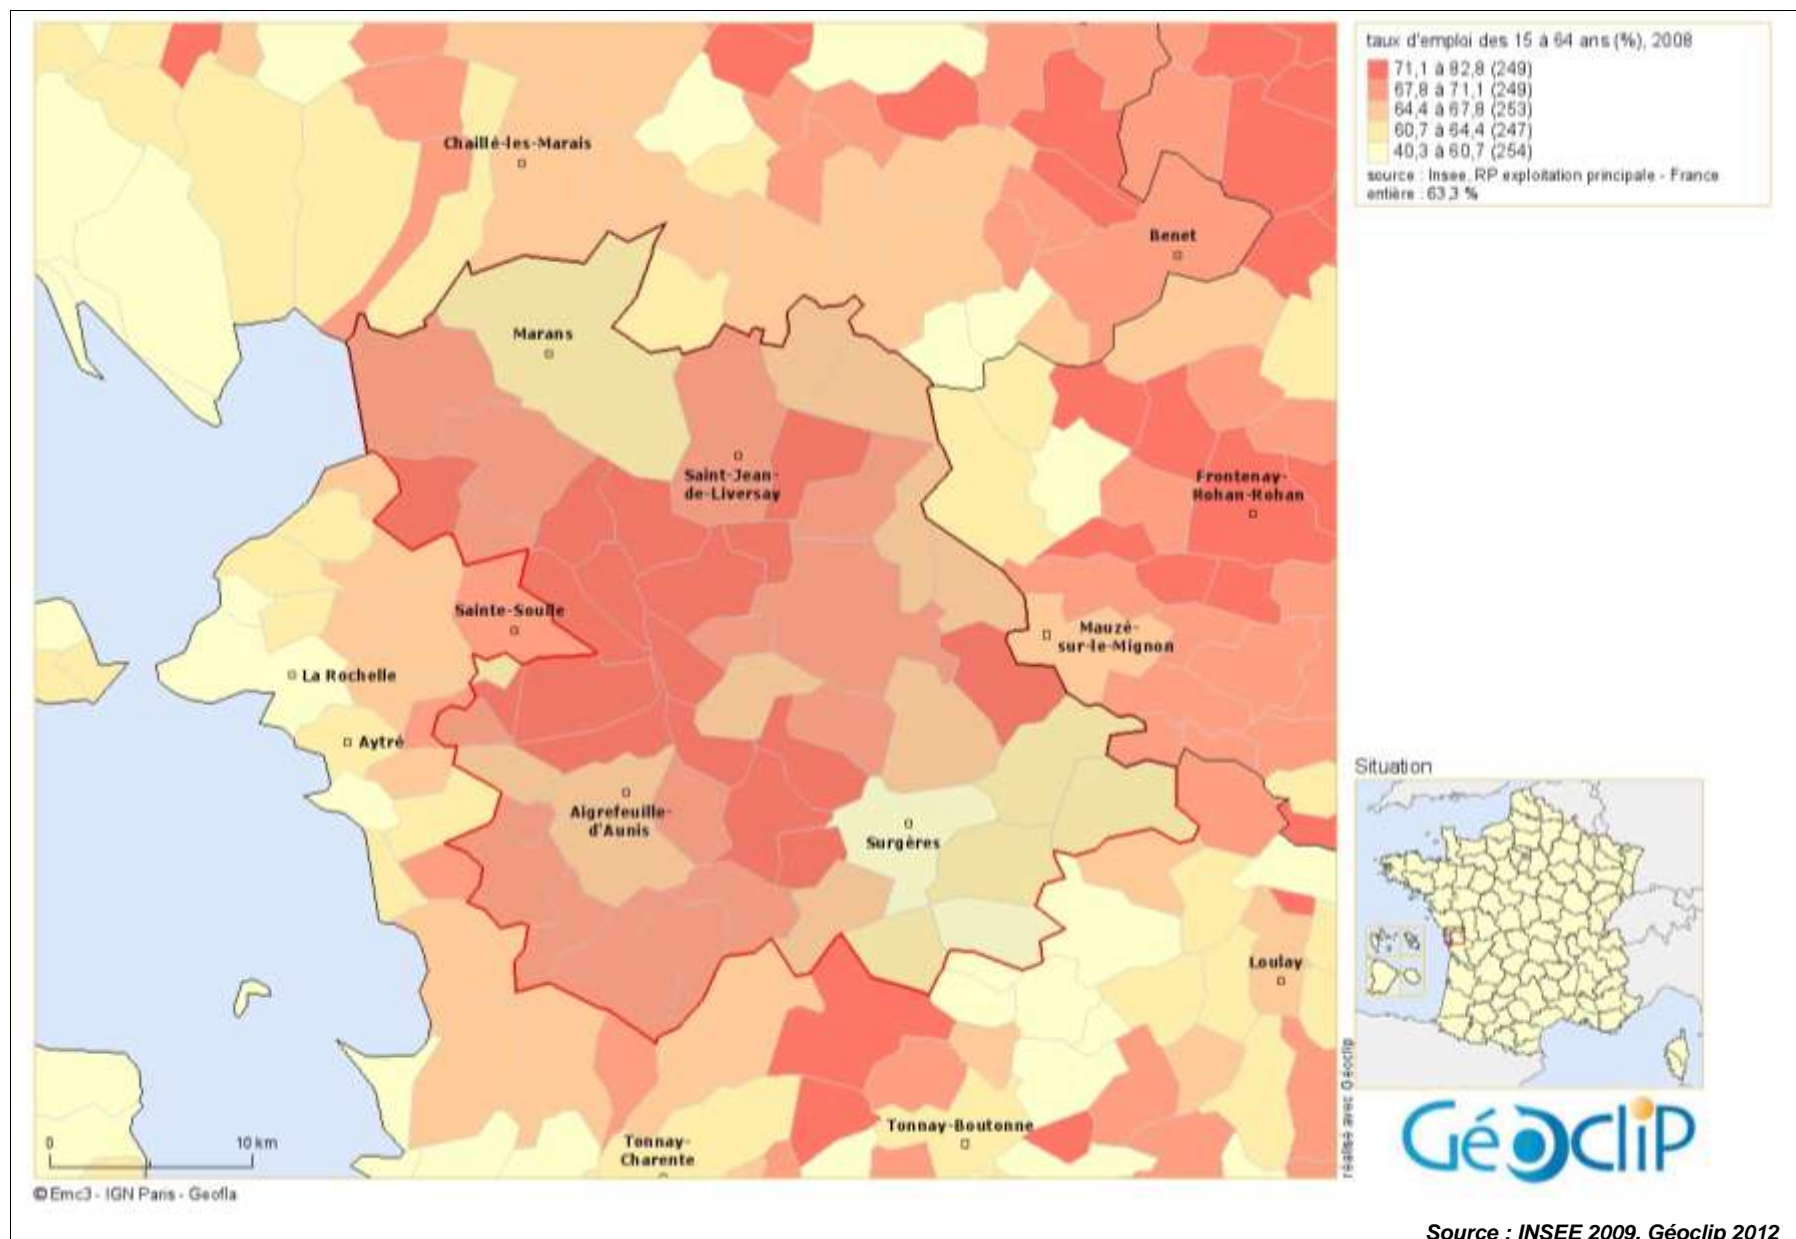 taux d'emploi des 15 à 64 ans (%), 2008
71,1 à 82,8 (249)
67,8 à 71,1 (249)
64,4 à 67,8 (253)
60,7 à 64,4 (247)
40,3 à 60,7 (254)
source : Insee, RP exploitation principale - France
entière : 63,3 %
Chaillé-les-Marais
Benet
Marans
Saint-Jean-
de-Liversay
Frontenay-
Rohan-Rohan
Sainte-Soulle
Mauzé-
sur-le-Mignon
La Rochelle
Aytré
Aigrefeuille-
d'Aunis
Surgères
Loulay
Tonnay-Boutonne
Tonnay-
Charente
0
10 km
Situation
réalisé avec Géoclip
GéOcliP
© Emc3 - IGN Paris - Geofla
Source : INSEE 2009, Géoclip 2012